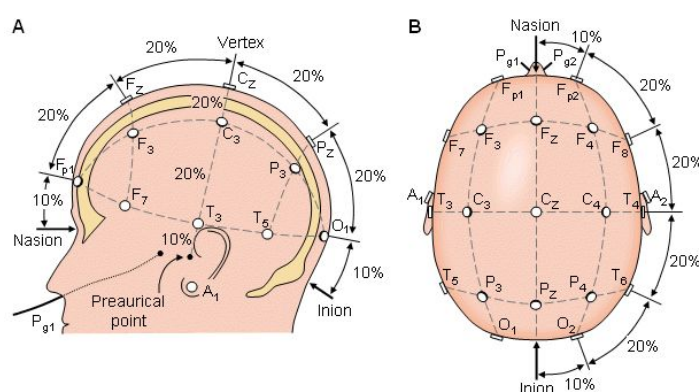 A
20%
Vertex
20%
FZ
CZ
20%
20%
20%
F3
C3
PZ
Fp1
20%
P3
20%
10%
F7
T3
T5
O1
Nasion
10%
10%
Preaurical
point
A1
Pg1
Inion
B
Nasion
10%
Pg1
Pg2
20%
Fp1
Fp2
F7
F3
FZ
F4
F8
20%
A1
T3
C3
CZ
C4
T4
A2
20%
T5
P3
PZ
P4
T6
O1
O2
20%
Inion
10%